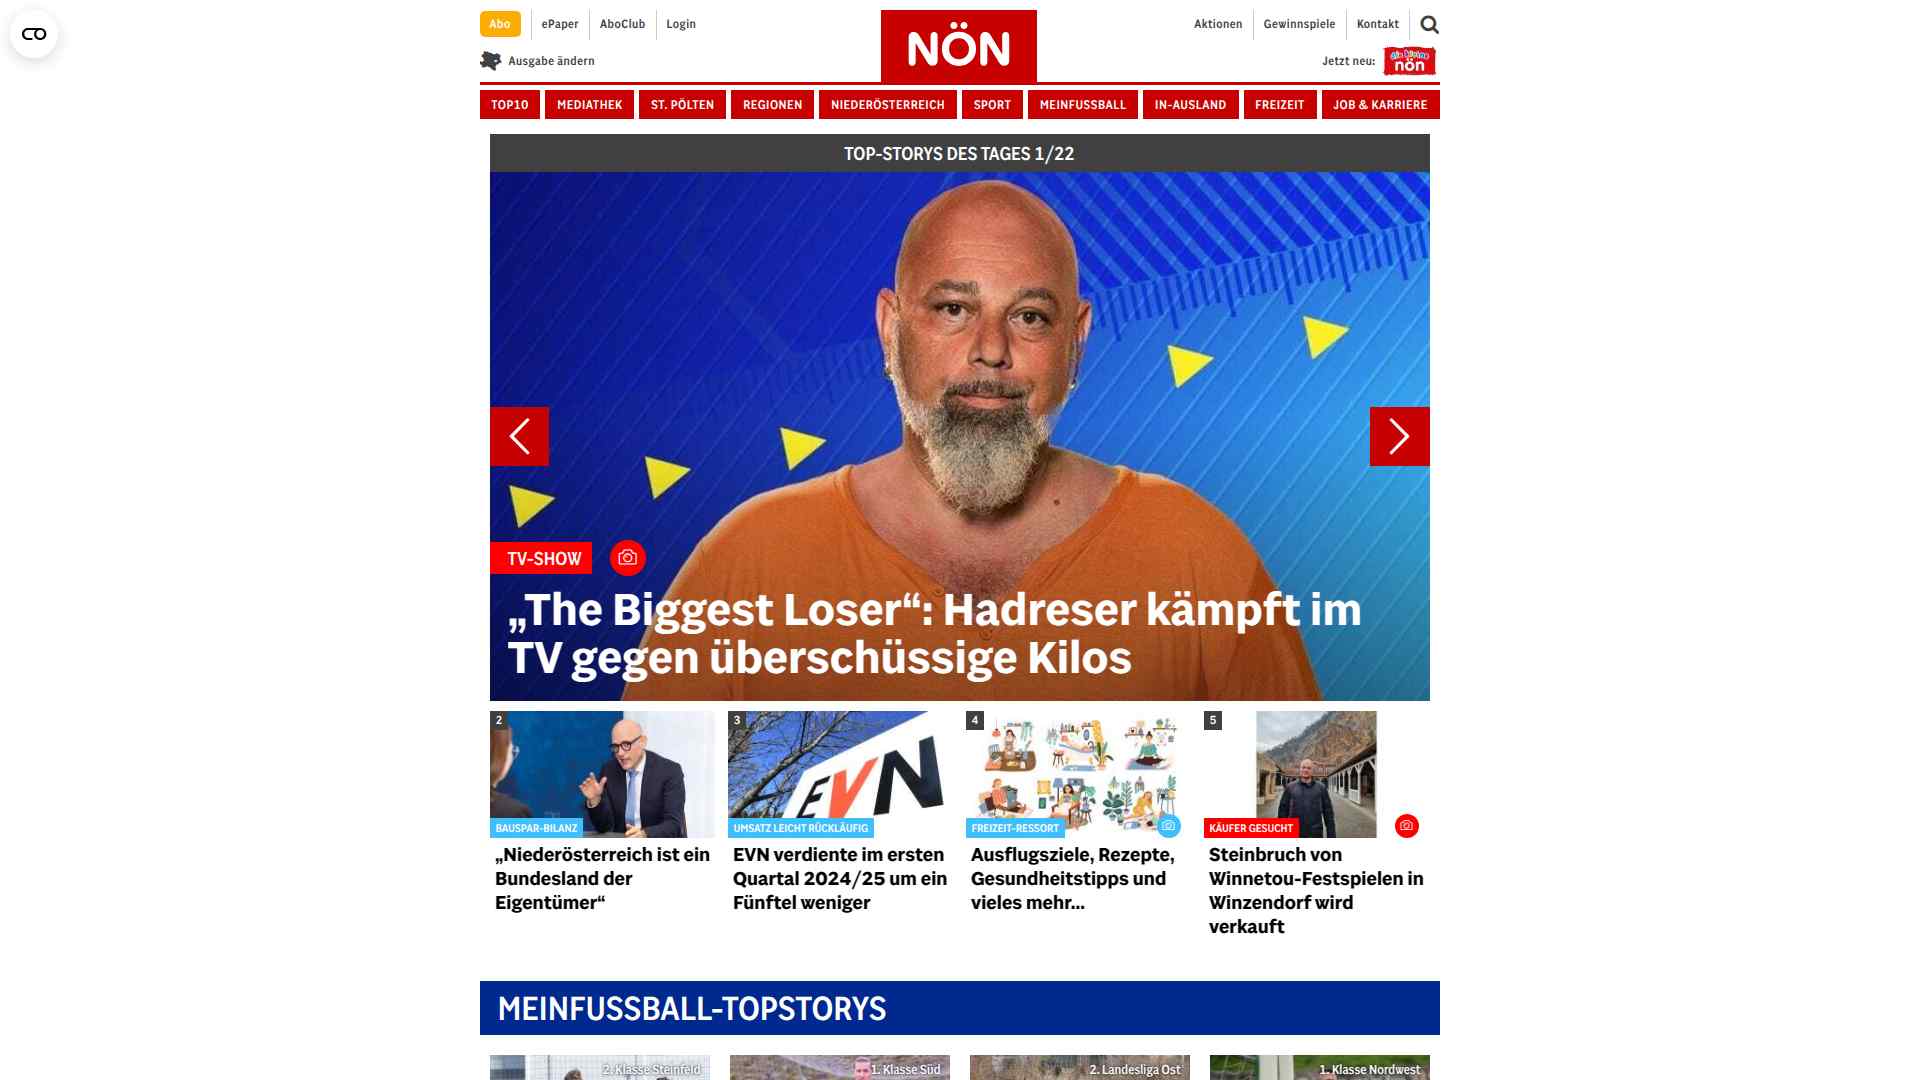 Abo
ePaper
AboClub
Login
NÖN
Aktionen
Gewinnspiele
Kontakt
Ausgabe ändern
Jetzt neu:
die kleine
nön
TOP10
MEDIATHEK
ST. PÖLTEN
REGIONEN
NIEDERÖSTERREICH
SPORT
MEINFUSSBALL
IN-AUSLAND
FREIZEIT
JOB & KARRIERE
TOP-STORYS DES TAGES 1/22
TV-SHOW
„The Biggest Loser“: Hadreser kämpft im
TV gegen überschüssige Kilos
2
BAUSPAR-BILANZ
„Niederösterreich ist ein
Bundesland der
Eigentümer“
3
EVN
UMSATZ LEICHT RÜCKLÄUFIG
EVN verdiente im ersten
Quartal 2024/25 um ein
Fünftel weniger
4
FREIZEIT-RESSORT
Ausflugsziele, Rezepte,
Gesundheitstipps und
vieles mehr...
5
KÄUFER GESUCHT
Steinbruch von
Winnetou-Festspielen in
Winzendorf wird
verkauft
MEINFUSSBALL-TOPSTORYS
2. Klasse Steinfeld
1. Klasse Süd
2. Landesliga Ost
1. Klasse Nordwest